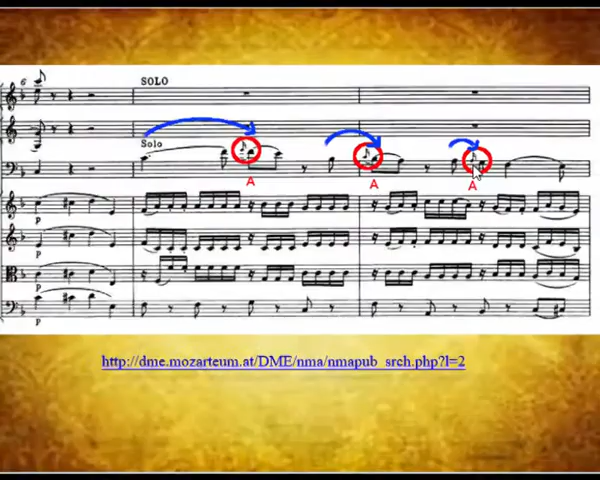 6
SOLO
Solo
A A A
P
P
P
P
http://dme.mozarteum.at/DME/nma/nmapub_srch.php?l=2